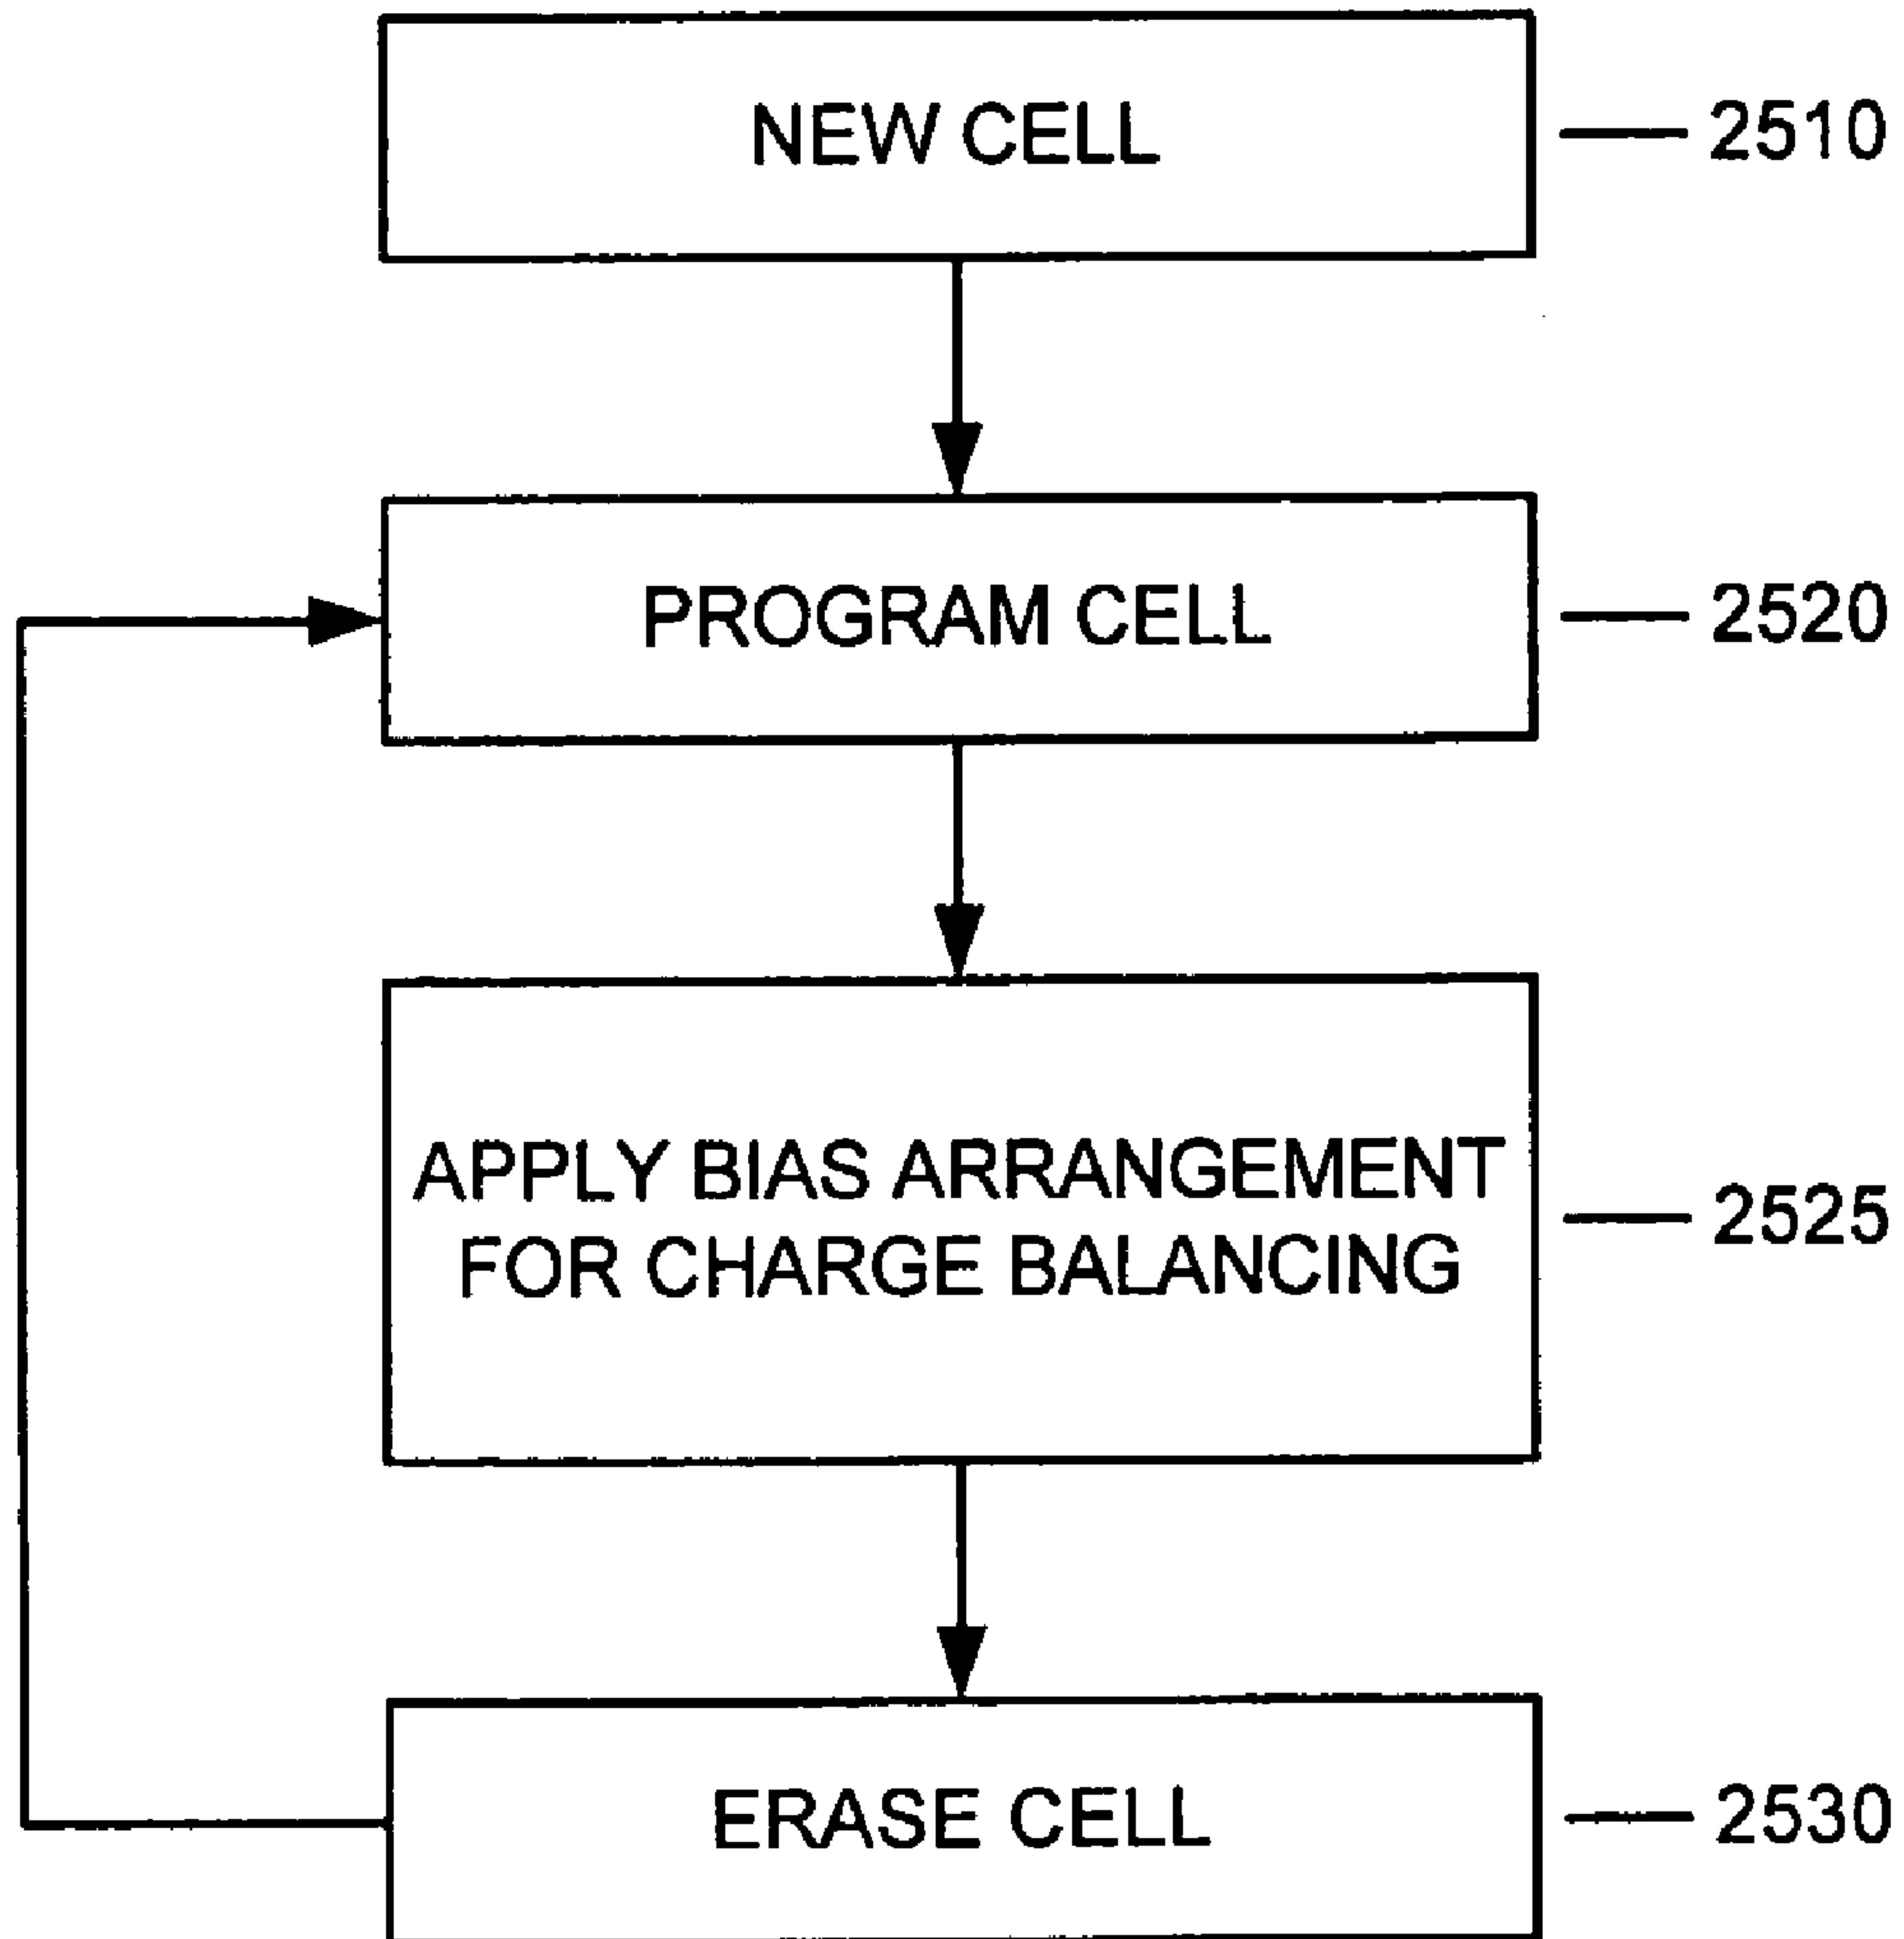 NEW CELL
2510
PROGRAM CELL
2520
APPLY BIAS ARRANGEMENT
FOR CHARGE BALANCING
2525
ERASE CELL
2530